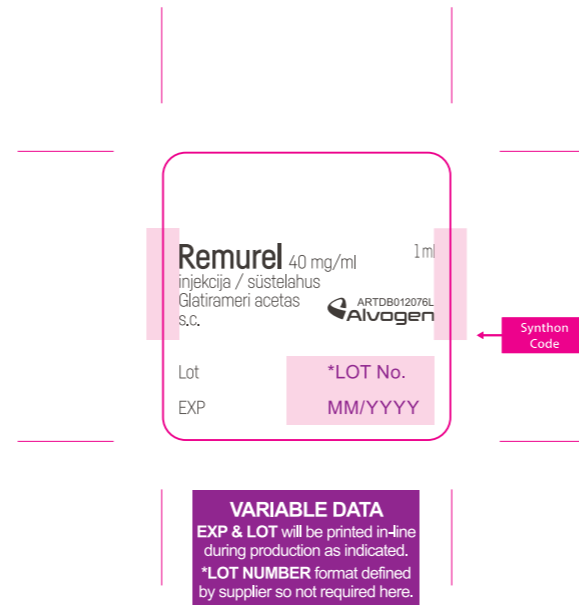 Remurel 40 mg/ml 1 ml
injekcija / süstelahus
Glatirameri acetas
s.c.
ARTDB012076L
Alvogen
Synthon
Code
Lot *LOT No.
EXP MM/YYYY
VARIABLE DATA
EXP & LOT will be printed in-line
during production as indicated.
*LOT NUMBER format defined
by supplier so not required here.